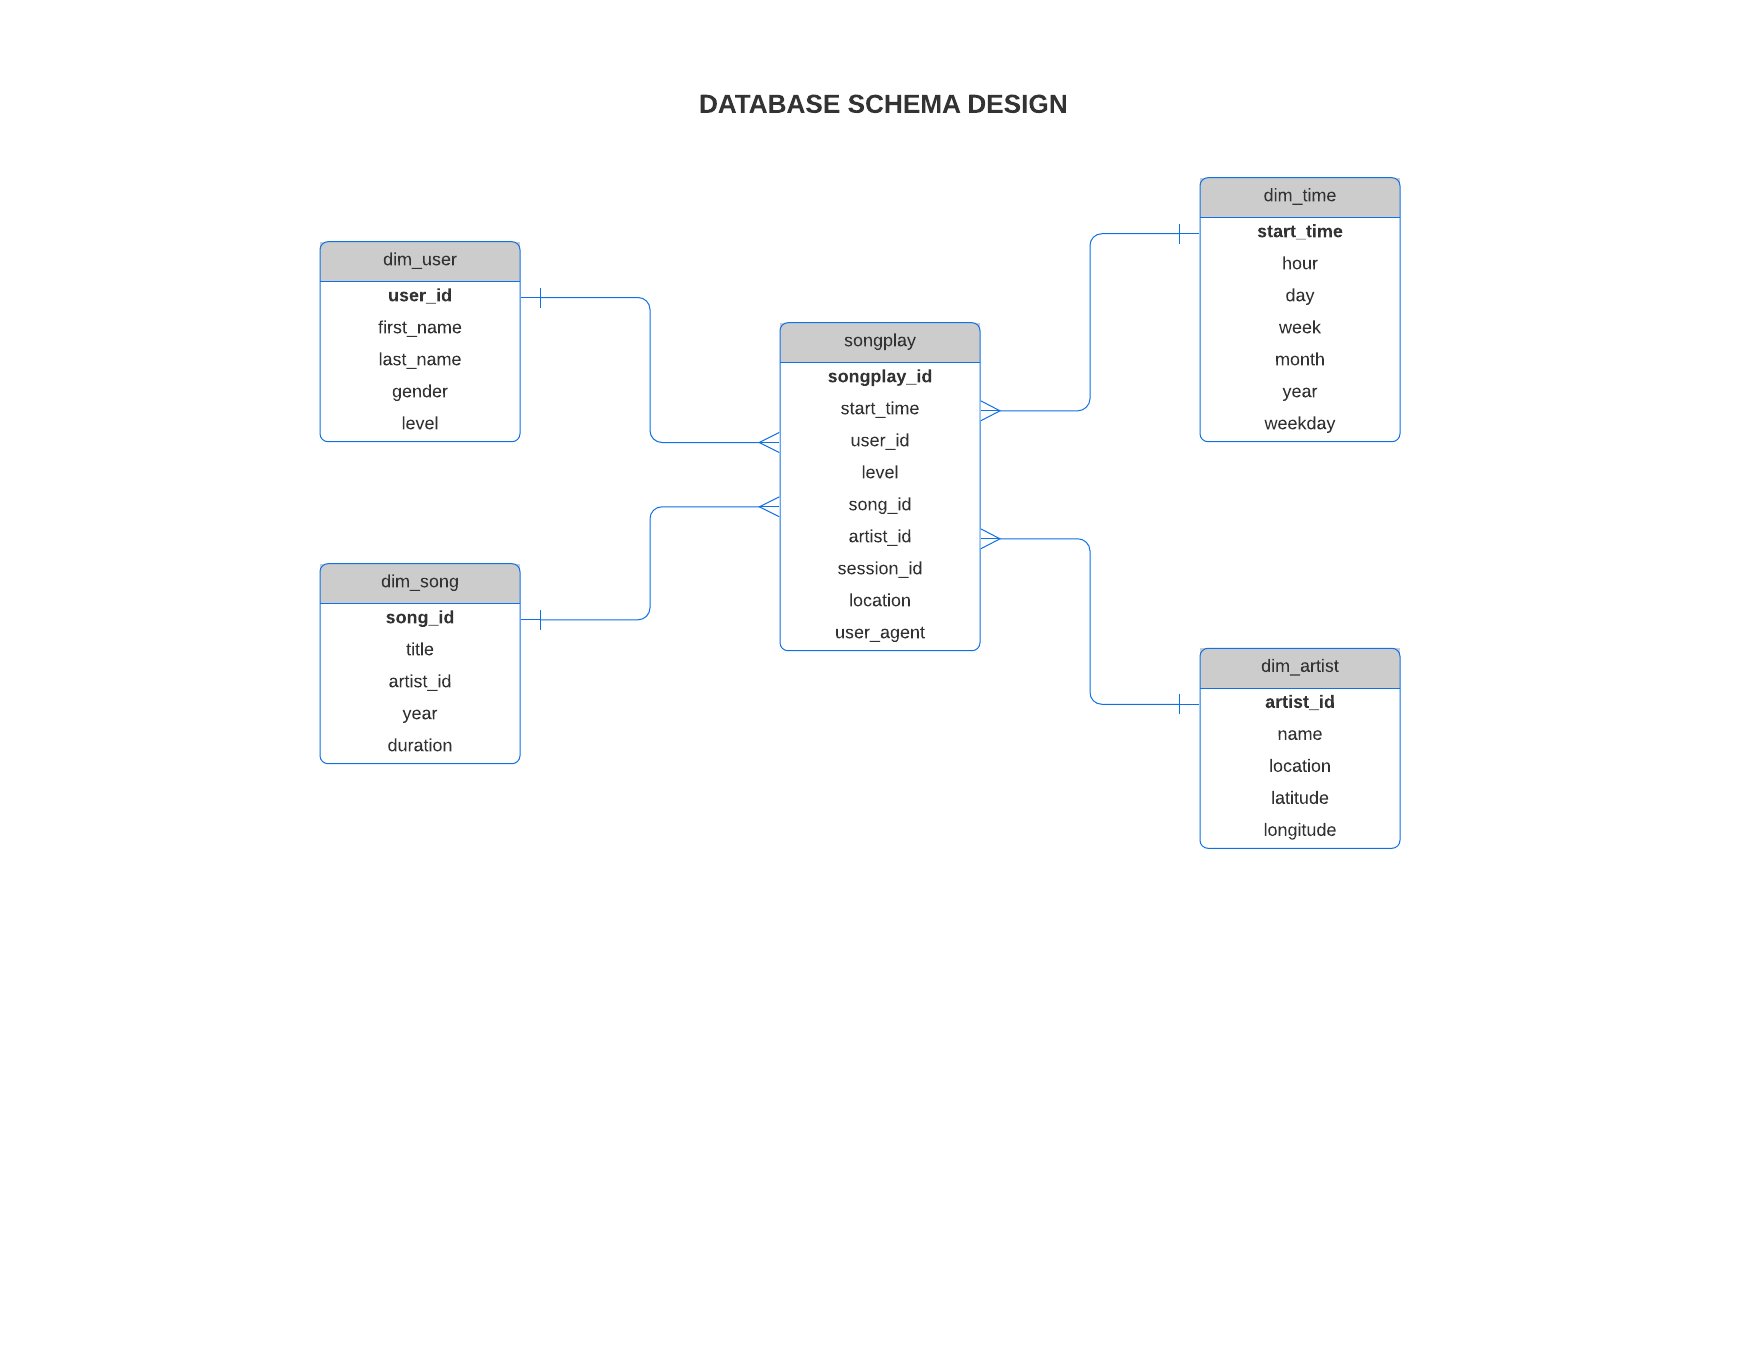 DATABASE SCHEMA DESIGN
dim_user
user_id
first_name
last_name
gender
level
dim_song
song_id
title
artist_id
year
duration
songplay
songplay_id
start_time
user_id
level
song_id
artist_id
session_id
location
user_agent
dim_time
start_time
hour
day
week
month
year
weekday
dim_artist
artist_id
name
location
latitude
longitude